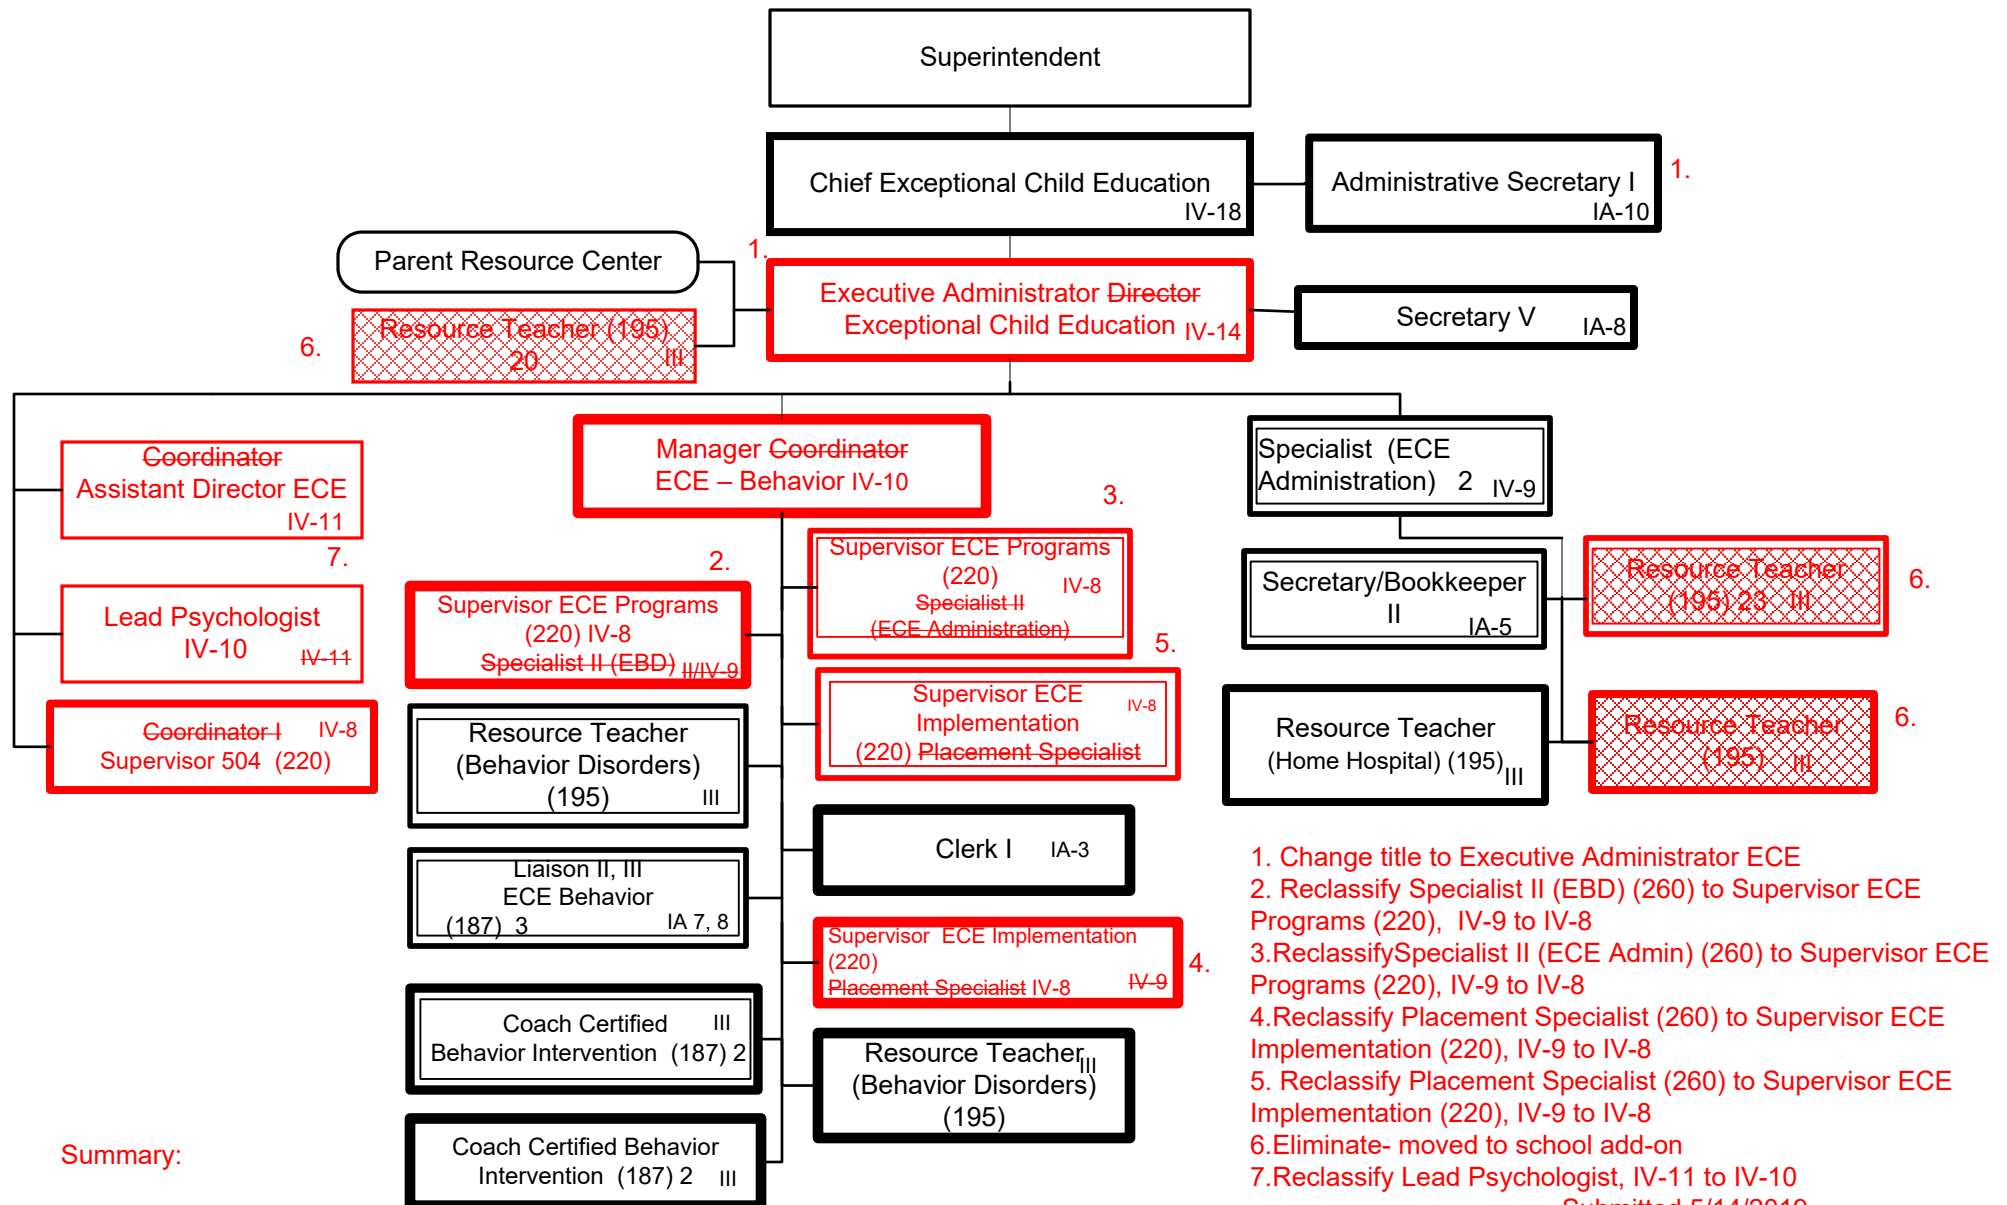 Superintendent
Chief Exceptional Child Education
IV-18
Administrative Secretary I
IA-10
1.
Parent Resource Center
1.
Executive Administrator Director
Exceptional Child Education IV-14
Secretary V IA-8
6.
Resource Teacher (195)
20 III
Coordinator
Assistant Director ECE
IV-11
7.
Lead Psychologist
IV-10 IV-11
Coordinator I IV-8
Supervisor 504 (220)
Manager Coordinator
ECE – Behavior IV-10
2.
Supervisor ECE Programs
(220) IV-8
Specialist II (EBD) II/IV-9
Resource Teacher
(Behavior Disorders)
(195) III
Liaison II, III
ECE Behavior
(187) 3 IA 7, 8
Coach Certified III
Behavior Intervention (187) 2
Coach Certified Behavior
Intervention (187) 2 III
3.
Supervisor ECE Programs
(220) IV-8
Specialist II
(ECE Administration)
5.
Supervisor ECE IV-8
Implementation
(220) Placement Specialist
Clerk I IA-3
Supervisor ECE Implementation
(220)
Placement Specialist IV-8 IV-9
4.
Resource Teacher III
(Behavior Disorders)
(195)
Specialist (ECE
Administration) 2 IV-9
Secretary/Bookkeeper
II IA-5
Resource Teacher
(195) 23 III
6.
Resource Teacher
(Home Hospital) (195) III
Resource Teacher
(195) III
6.
1. Change title to Executive Administrator ECE
2. Reclassify Specialist II (EBD) (260) to Supervisor ECE
Programs (220), IV-9 to IV-8
3.ReclassifySpecialist II (ECE Admin) (260) to Supervisor ECE
Programs (220), IV-9 to IV-8
4.Reclassify Placement Specialist (260) to Supervisor ECE
Implementation (220), IV-9 to IV-8
5. Reclassify Placement Specialist (260) to Supervisor ECE
Implementation (220), IV-9 to IV-8
6.Eliminate- moved to school add-on
7.Reclassify Lead Psychologist, IV-11 to IV-10
Submitted 5/14/2019
Summary: